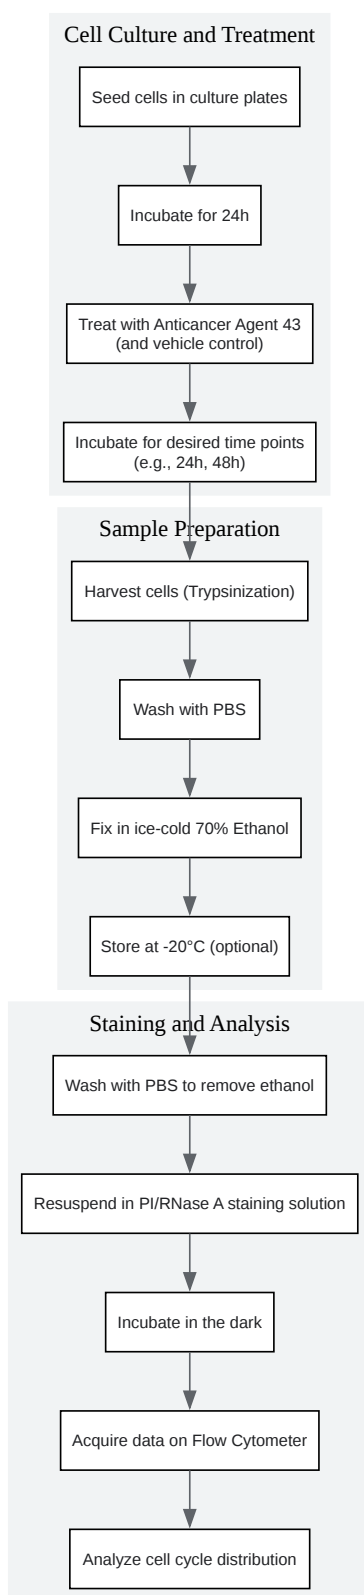 Cell Culture and Treatment
Seed cells in culture plates
Incubate for 24h
Treat with Anticancer Agent 43
(and vehicle control)
Incubate for desired time points
(e.g., 24h, 48h)
Sample Preparation
Harvest cells (Trypsinization)
Wash with PBS
Fix in ice-cold 70% Ethanol
Store at -20°C (optional)
Staining and Analysis
Wash with PBS to remove ethanol
Resuspend in PI/RNase A staining solution
Incubate in the dark
Acquire data on Flow Cytometer
Analyze cell cycle distribution